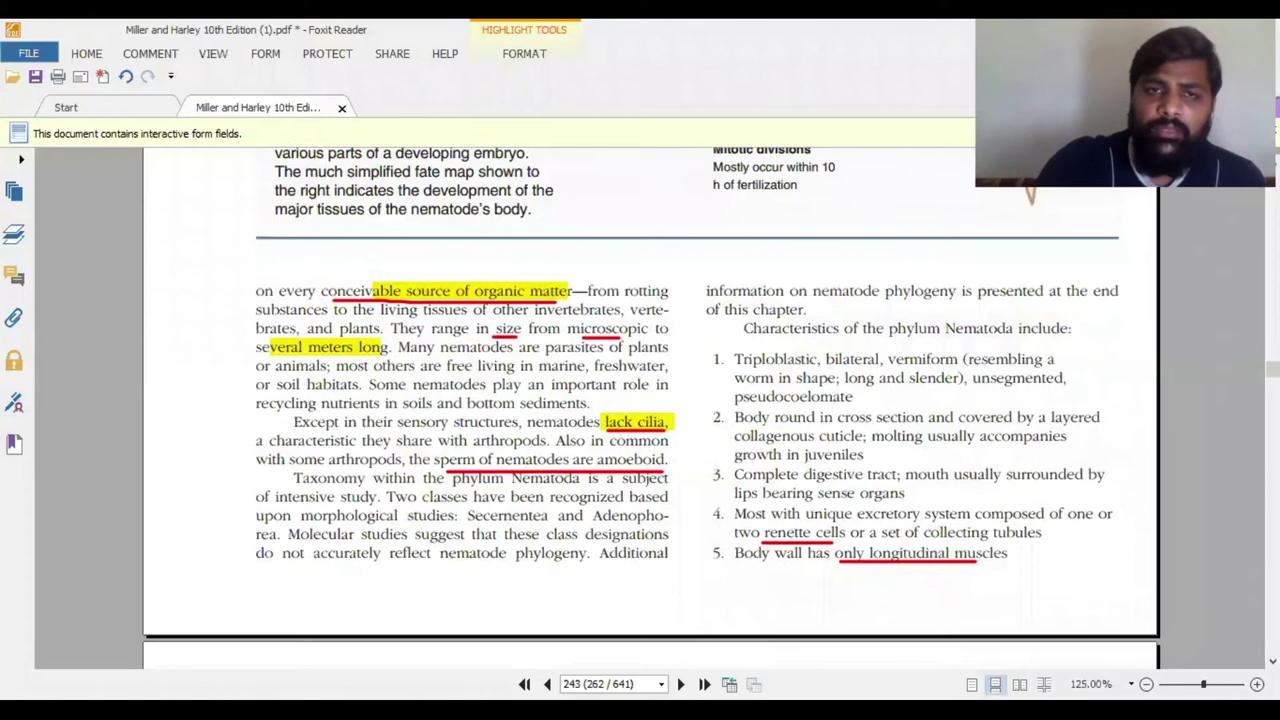 Miller and Harley 10th Edition (1).pdf * - Foxit Reader
HIGHLIGHT TOOLS
FILE
HOME
COMMENT
VIEW
FORM
PROTECT
SHARE
HELP
FORMAT
Start
Miller and Harley 10th Edi...
This document contains interactive form fields.
various parts of a developing embryo.
The much simplified fate map shown to
the right indicates the development of the
major tissues of the nematode's body.
Mitotic divisions
Mostly occur within 10
h of fertilization
on every conceivable source of organic matter—from rotting
substances to the living tissues of other invertebrates, verte-
brates, and plants. They range in size from microscopic to
several meters long. Many nematodes are parasites of plants
or animals; most others are free living in marine, freshwater,
or soil habitats. Some nematodes play an important role in
recycling nutrients in soils and bottom sediments.
Except in their sensory structures, nematodes lack cilia,
a characteristic they share with arthropods. Also in common
with some arthropods, the sperm of nematodes are amoeboid.
Taxonomy within the phylum Nematoda is a subject
of intensive study. Two classes have been recognized based
upon morphological studies: Secernentea and Adenopho-
rea. Molecular studies suggest that these class designations
do not accurately reflect nematode phylogeny. Additional
information on nematode phylogeny is presented at the end
of this chapter.
Characteristics of the phylum Nematoda include:
1. Triploblastic, bilateral, vermiform (resembling a
worm in shape; long and slender), unsegmented,
pseudocoelomate
2. Body round in cross section and covered by a layered
collagenous cuticle; molting usually accompanies
growth in juveniles
3. Complete digestive tract; mouth usually surrounded by
lips bearing sense organs
4. Most with unique excretory system composed of one or
two renette cells or a set of collecting tubules
5. Body wall has only longitudinal muscles
243 (262 / 641)
125.00%